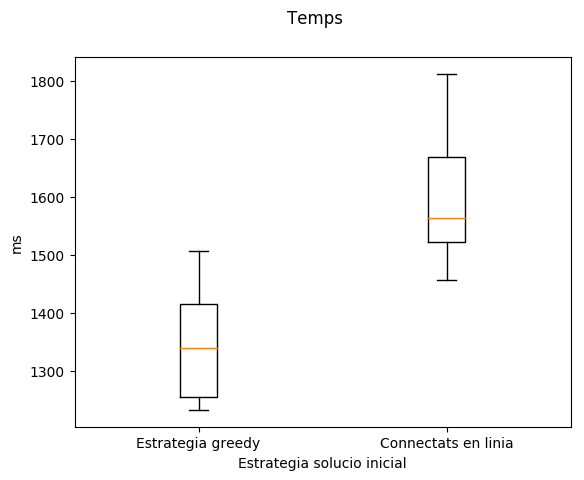 Temps
1800
1700
1600
1500
1400
1300
ms
Estrategia greedy
Connectats en linia
Estrategia solucio inicial